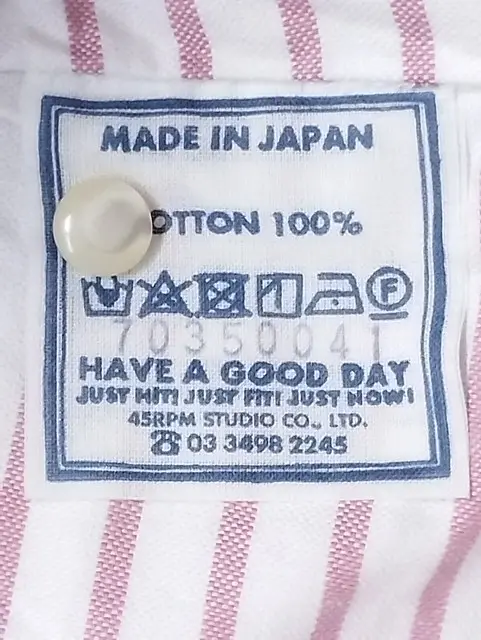 MADE IN JAPAN
OTTON 100%
F
70350041
HAVE A GOOD DAY
JUST HIT! JUST FIT! JUST NOW!
45RPM STUDIO CO., LTD.
☎ 03 3498 2245